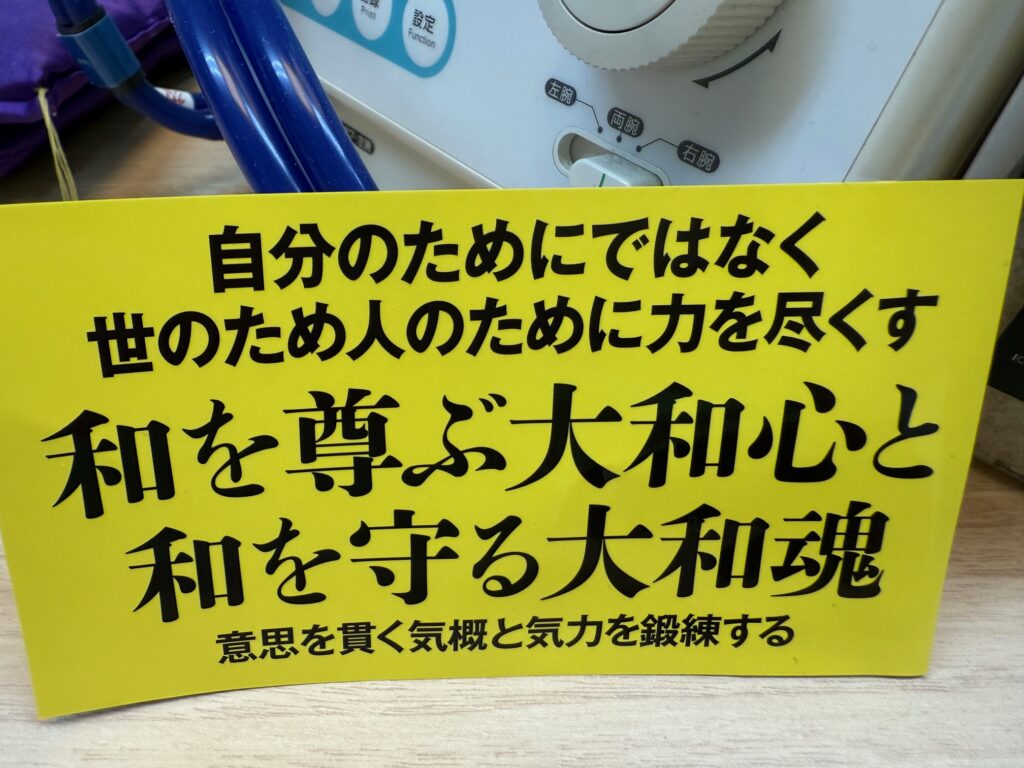 Print
設定
Function
左腕
両腕
右腕
自分のためにではなく
世のため人のために力を尽くす
和を尊ぶ大和心と
和を守る大和魂
意思を貫く気概と気力を鍛練する